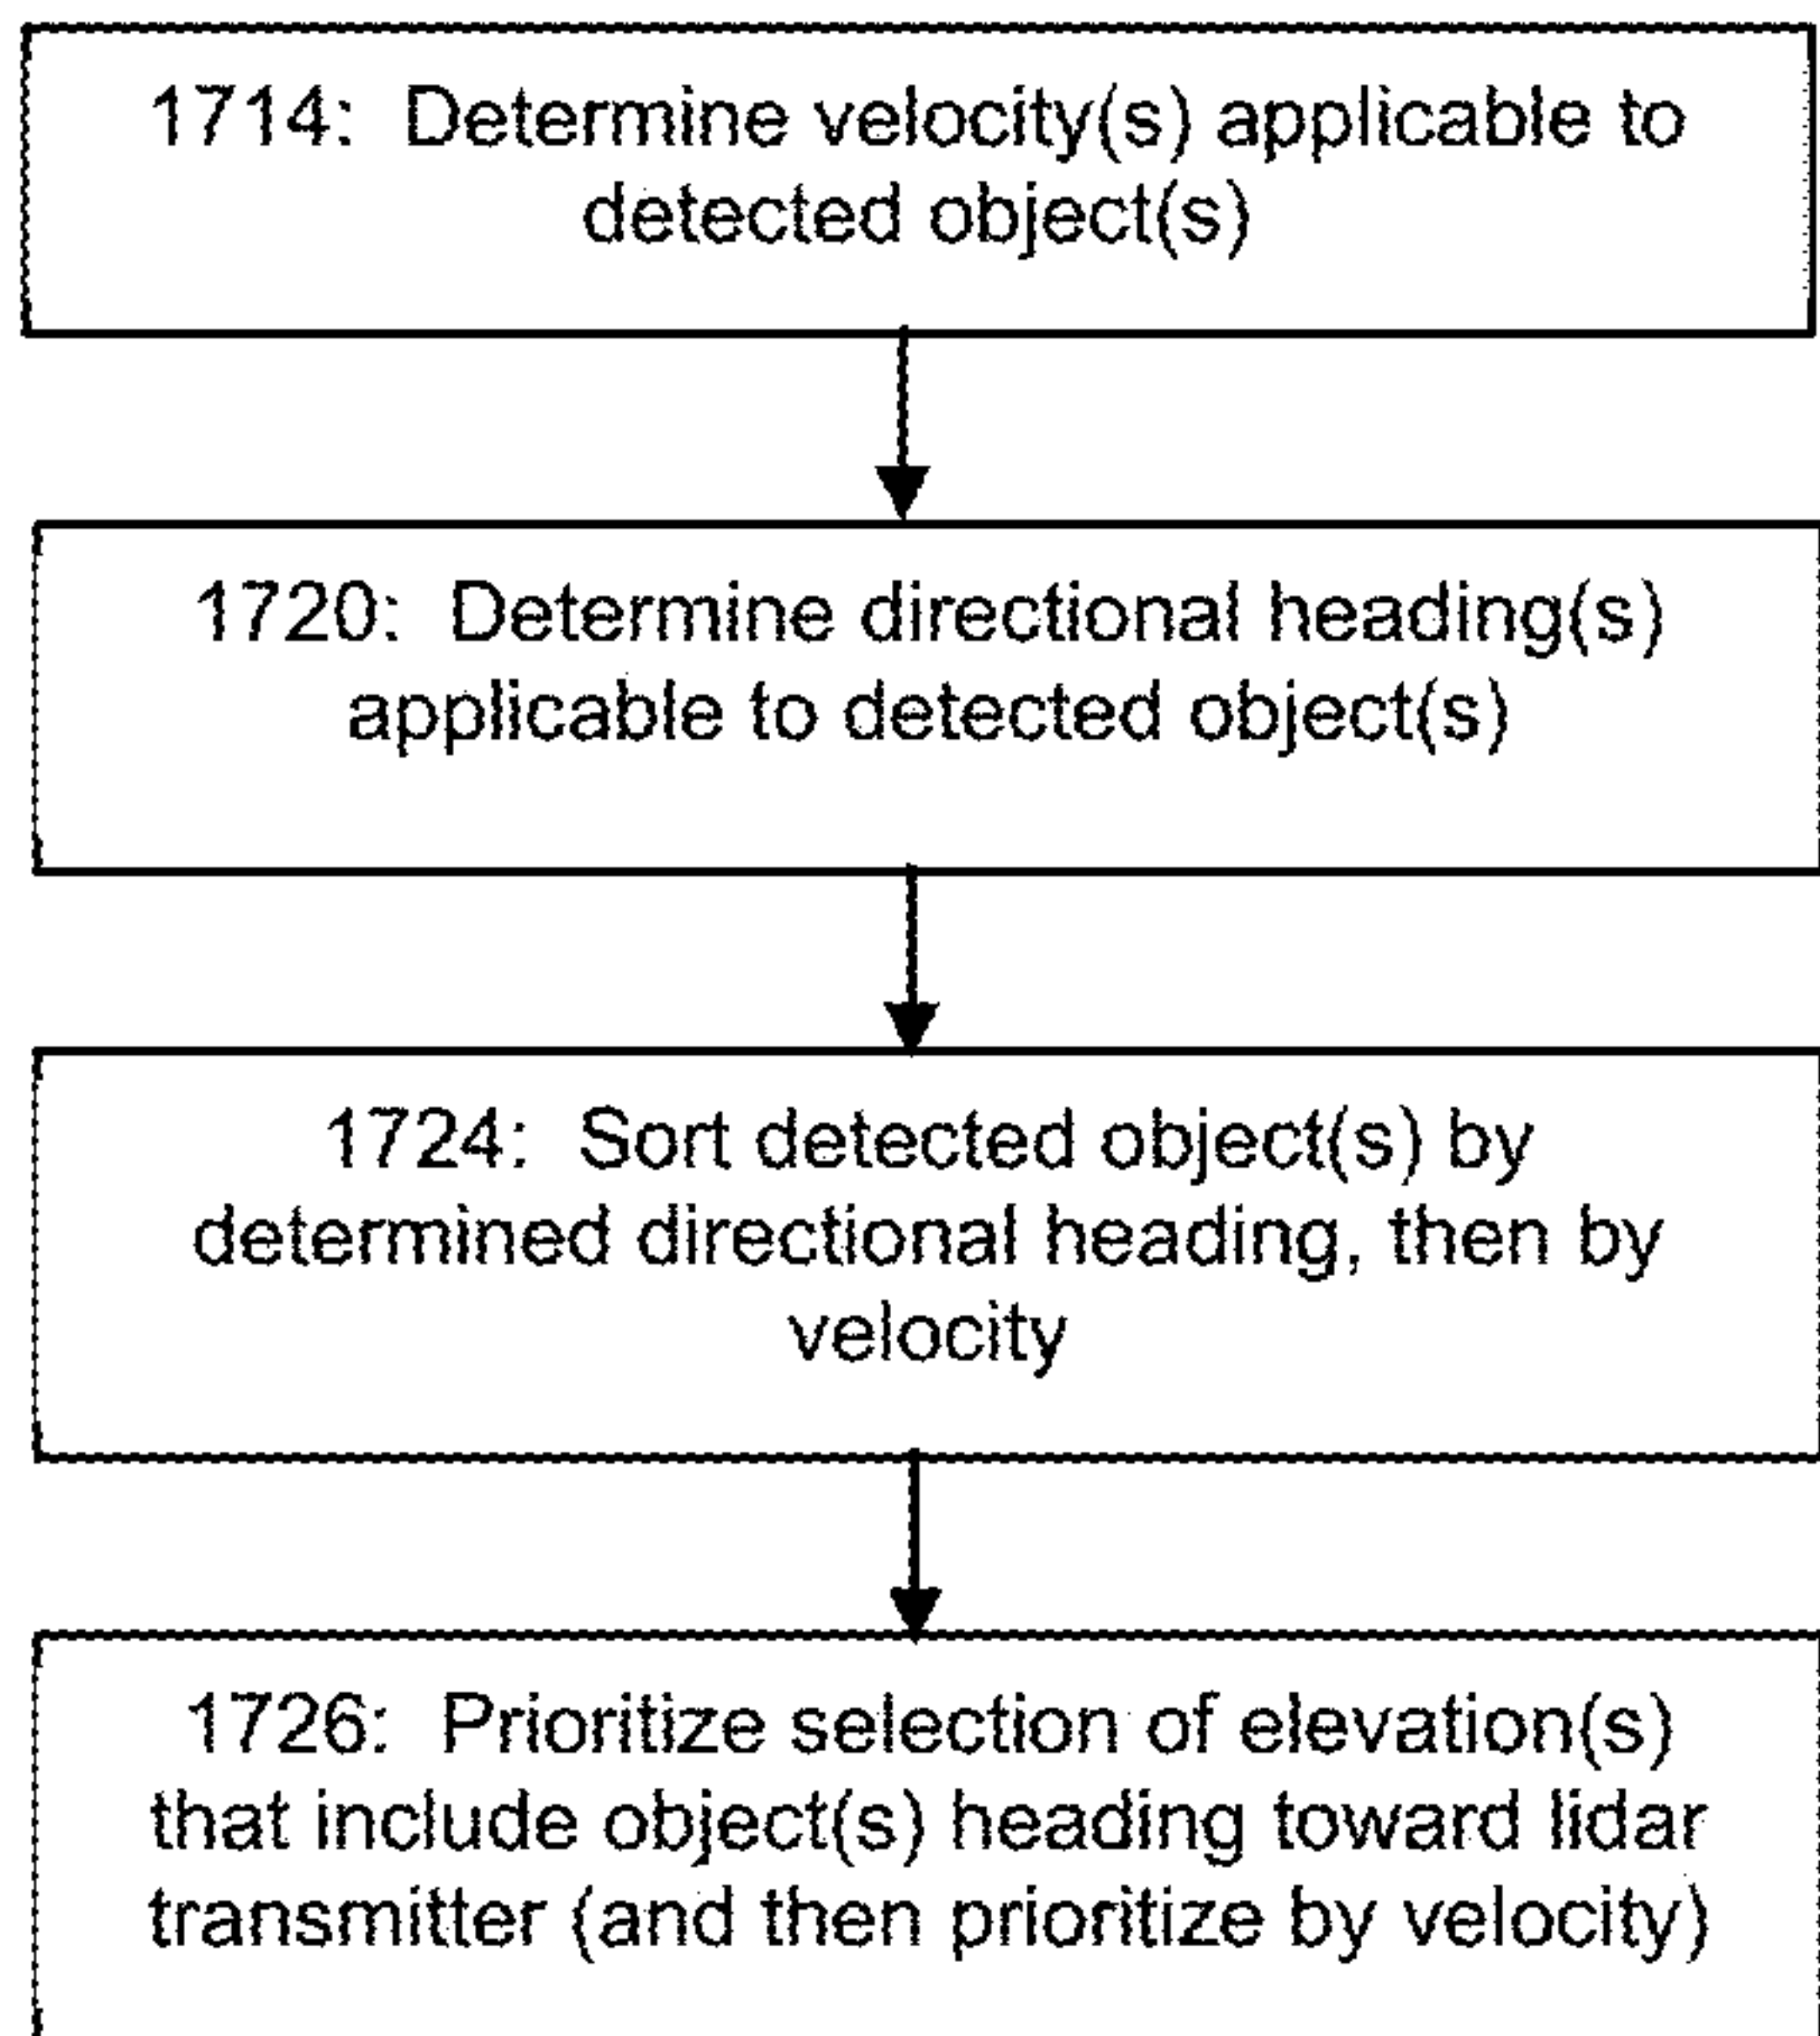 1714: Determine velocity(s) applicable to
detected object(s)
1720: Determine directional heading(s)
applicable to detected object(s)
1724: Sort detected object(s) by
determined directional heading, then by
velocity
1726: Prioritize selection of elevation(s)
that include object(s) heading toward lidar
transmitter (and then prioritize by velocity)